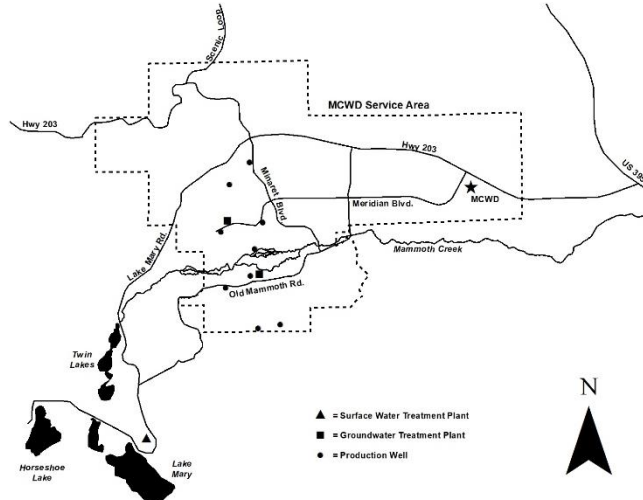 Scenic Loop
MCWD Service Area
Hwy 203
Hwy 203
US 395
Minaret Blvd.
MCWD
Meridian Blvd.
Lake Mary Rd.
Mammoth Creek
Old Mammoth Rd.
Twin
Lakes
N
= Surface Water Treatment Plant
= Groundwater Treatment Plant
= Production Well
Horseshoe
Lake
Lake
Mary